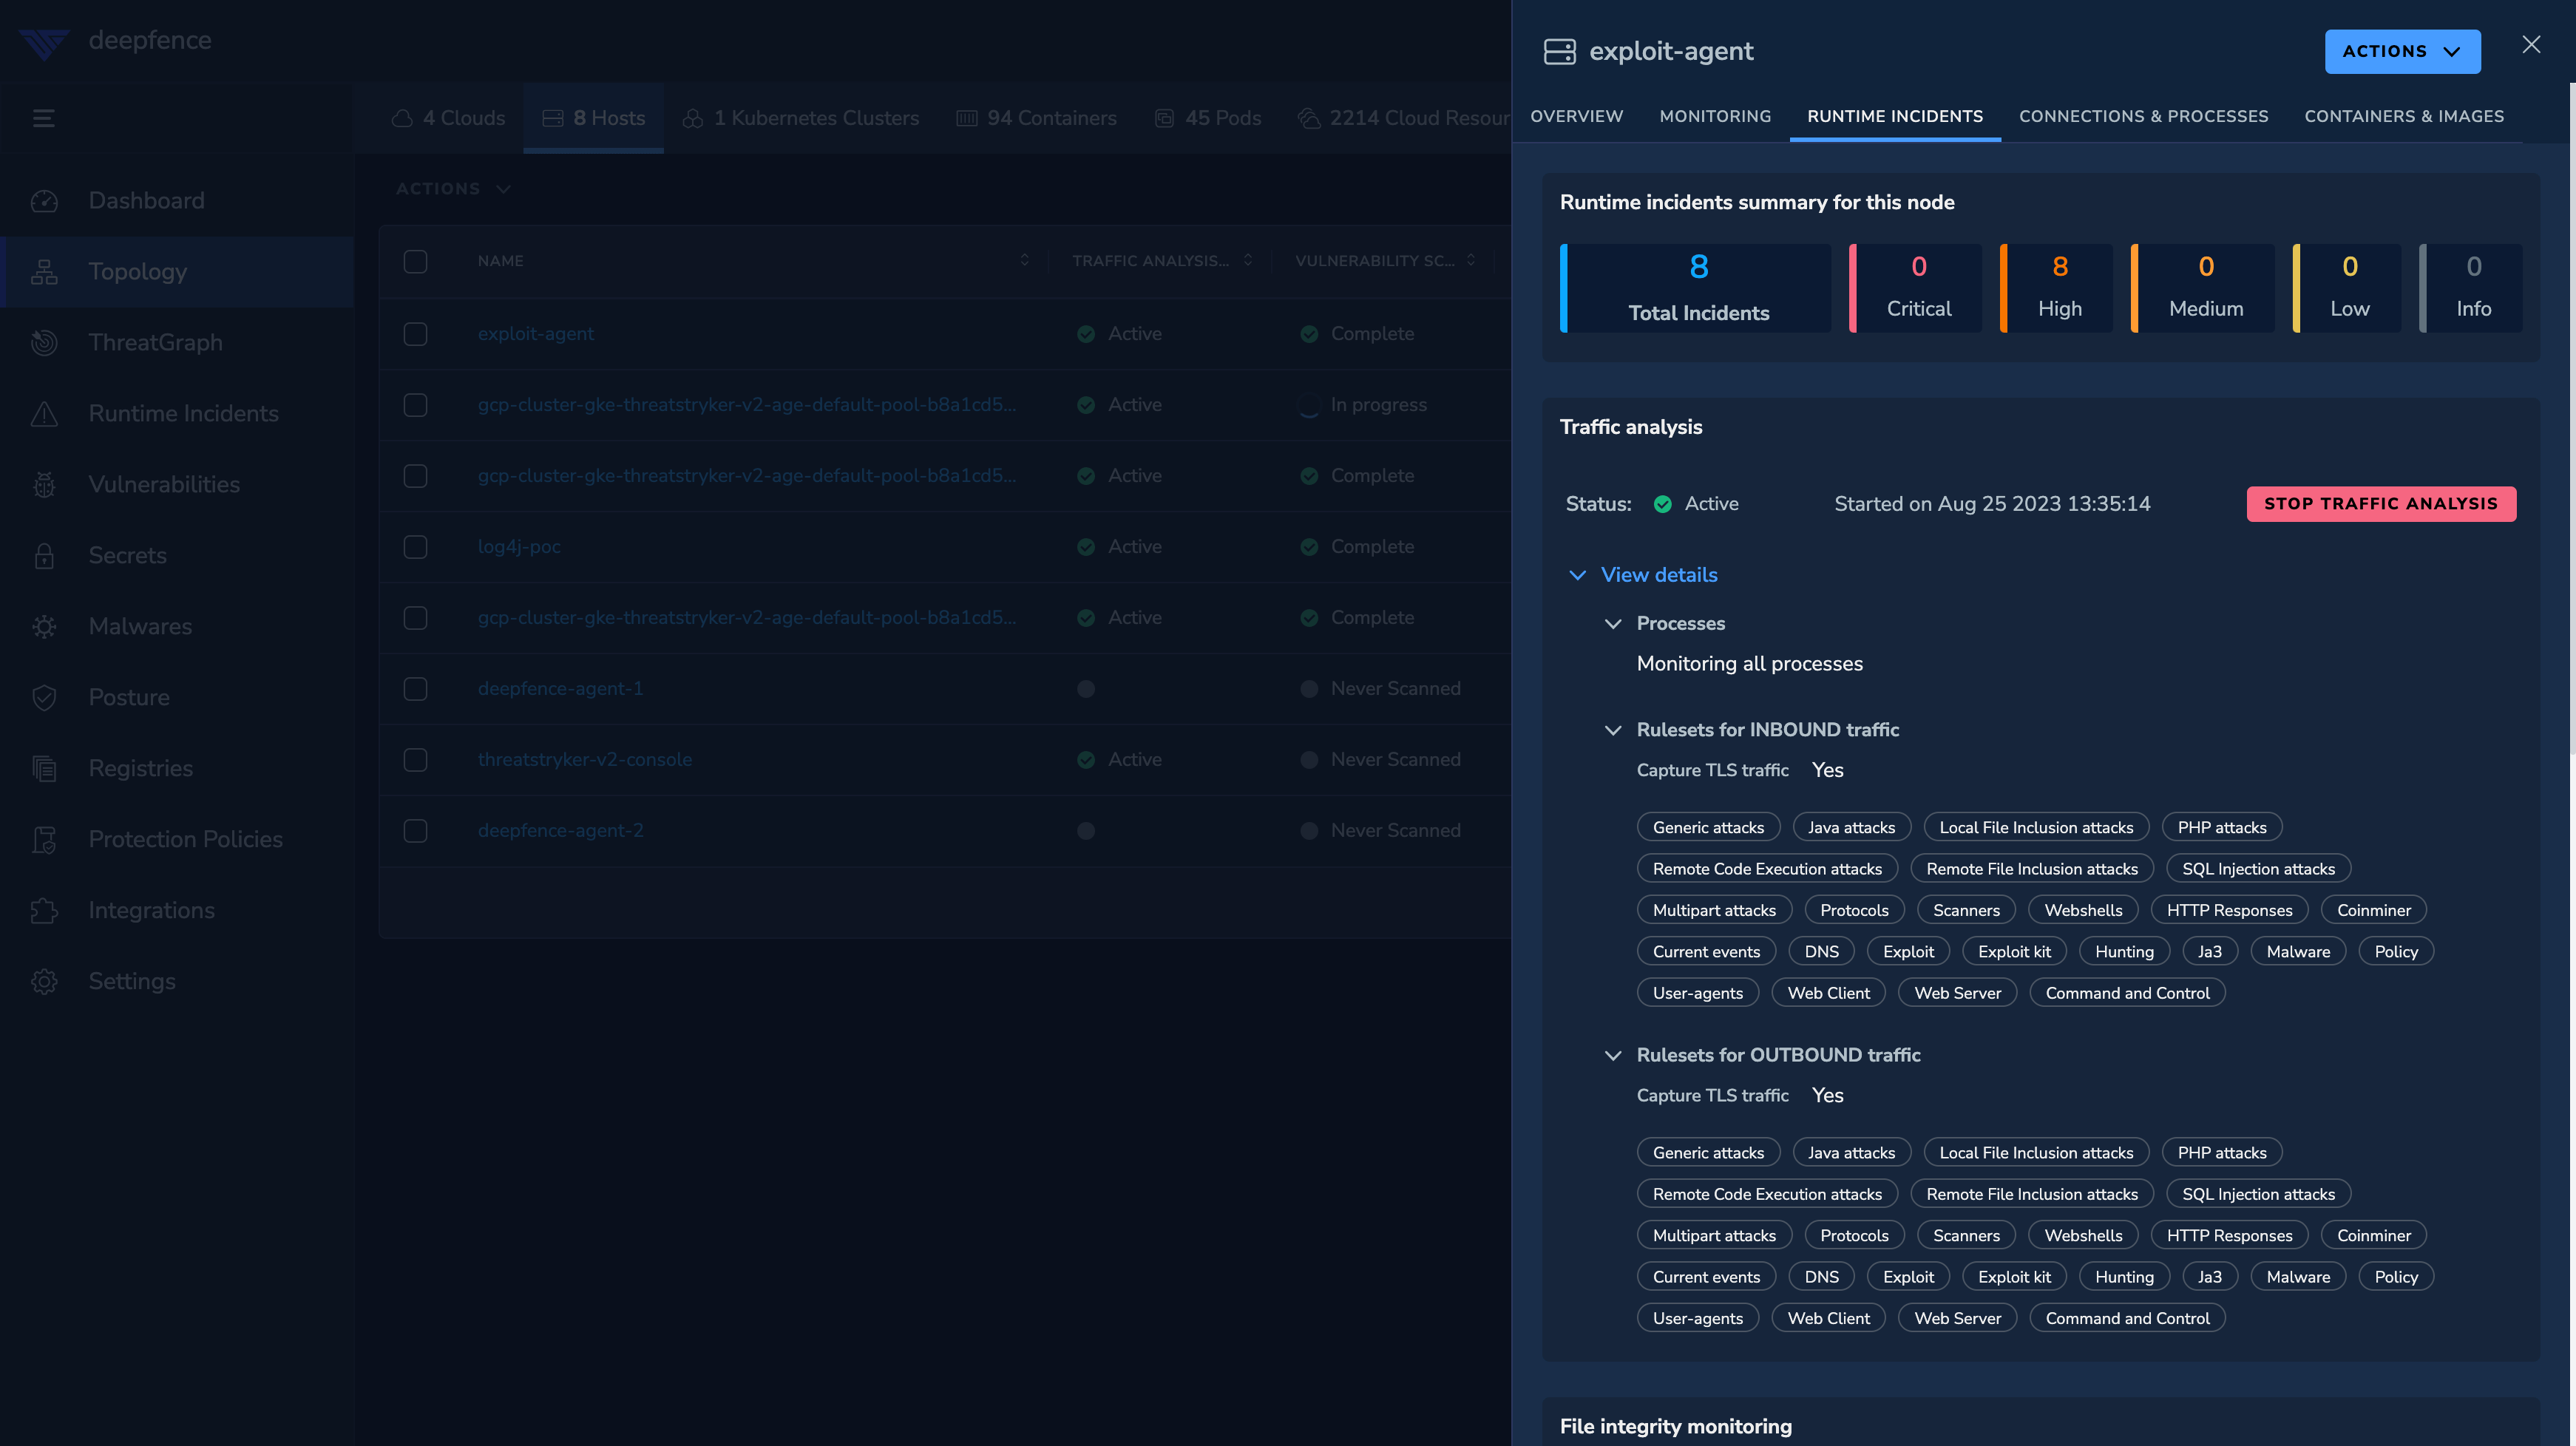 deepfence
4 Clouds 8 Hosts 1 Kubernetes Clusters 94 Containers 45 Pods 2214 Cloud Resour
Dashboard
Topology
ThreatGraph
Runtime Incidents
Vulnerabilities
Secrets
Malwares
Posture
Registries
Protection Policies
Integrations
Settings
ACTIONS
NAME TRAFFIC ANALYSIS... VULNERABILITY SC...
exploit-agent Active Complete
gcp-cluster-gke-threatstryker-v2-age-default-pool-b8a1cd5... Active In progress
gcp-cluster-gke-threatstryker-v2-age-default-pool-b8a1cd5... Active Complete
log4j-poc Active Complete
gcp-cluster-gke-threatstryker-v2-age-default-pool-b8a1cd5... Active Complete
deepfence-agent-1 Never Scanned
threatstryker-v2-console Active Never Scanned
deepfence-agent-2 Never Scanned
exploit-agent
ACTIONS
OVERVIEW MONITORING RUNTIME INCIDENTS CONNECTIONS & PROCESSES CONTAINERS & IMAGES
Runtime incidents summary for this node
8 0 8 0 0 0
Total Incidents Critical High Medium Low Info
Traffic analysis
Status: Active Started on Aug 25 2023 13:35:14 STOP TRAFFIC ANALYSIS
View details
Processes
Monitoring all processes
Rulesets for INBOUND traffic
Capture TLS traffic Yes
Generic attacks Java attacks Local File Inclusion attacks PHP attacks
Remote Code Execution attacks Remote File Inclusion attacks SQL Injection attacks
Multipart attacks Protocols Scanners Webshells HTTP Responses Coinminer
Current events DNS Exploit Exploit kit Hunting Ja3 Malware Policy
User-agents Web Client Web Server Command and Control
Rulesets for OUTBOUND traffic
Capture TLS traffic Yes
Generic attacks Java attacks Local File Inclusion attacks PHP attacks
Remote Code Execution attacks Remote File Inclusion attacks SQL Injection attacks
Multipart attacks Protocols Scanners Webshells HTTP Responses Coinminer
Current events DNS Exploit Exploit kit Hunting Ja3 Malware Policy
User-agents Web Client Web Server Command and Control
File integrity monitoring